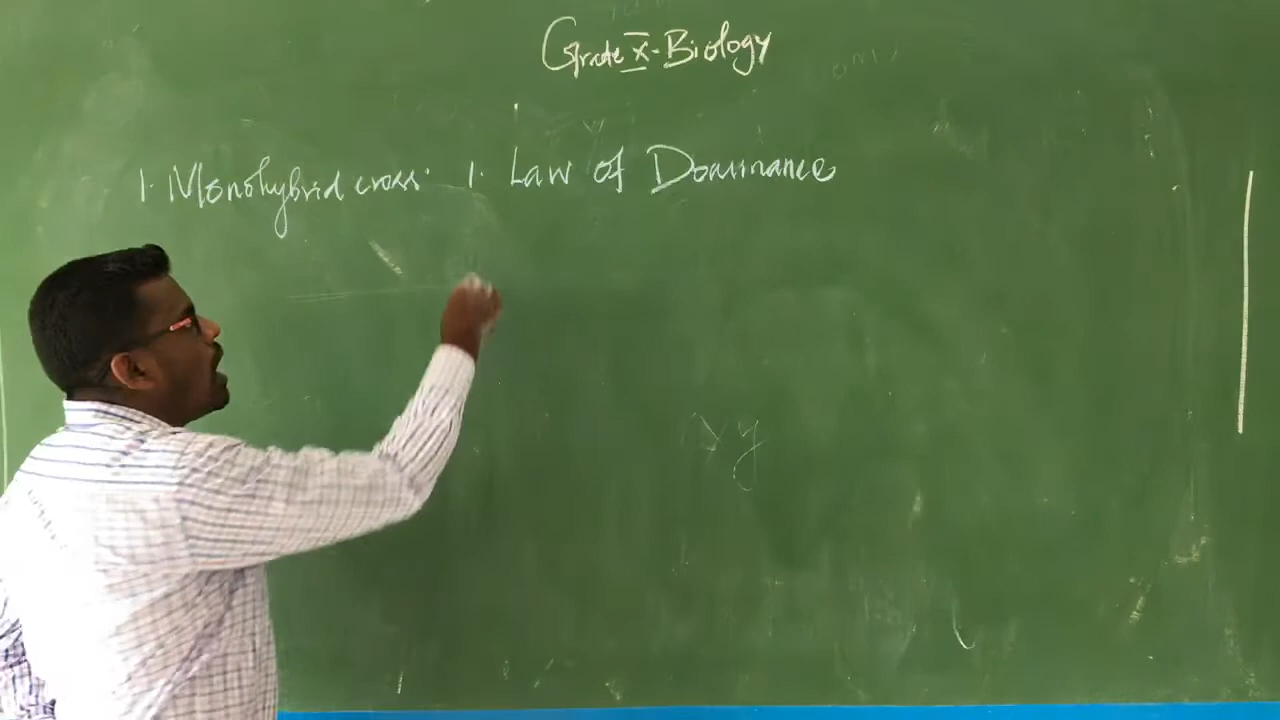 Grade X - Biology
1. Monohybrid cross. 1. Law of Dominance